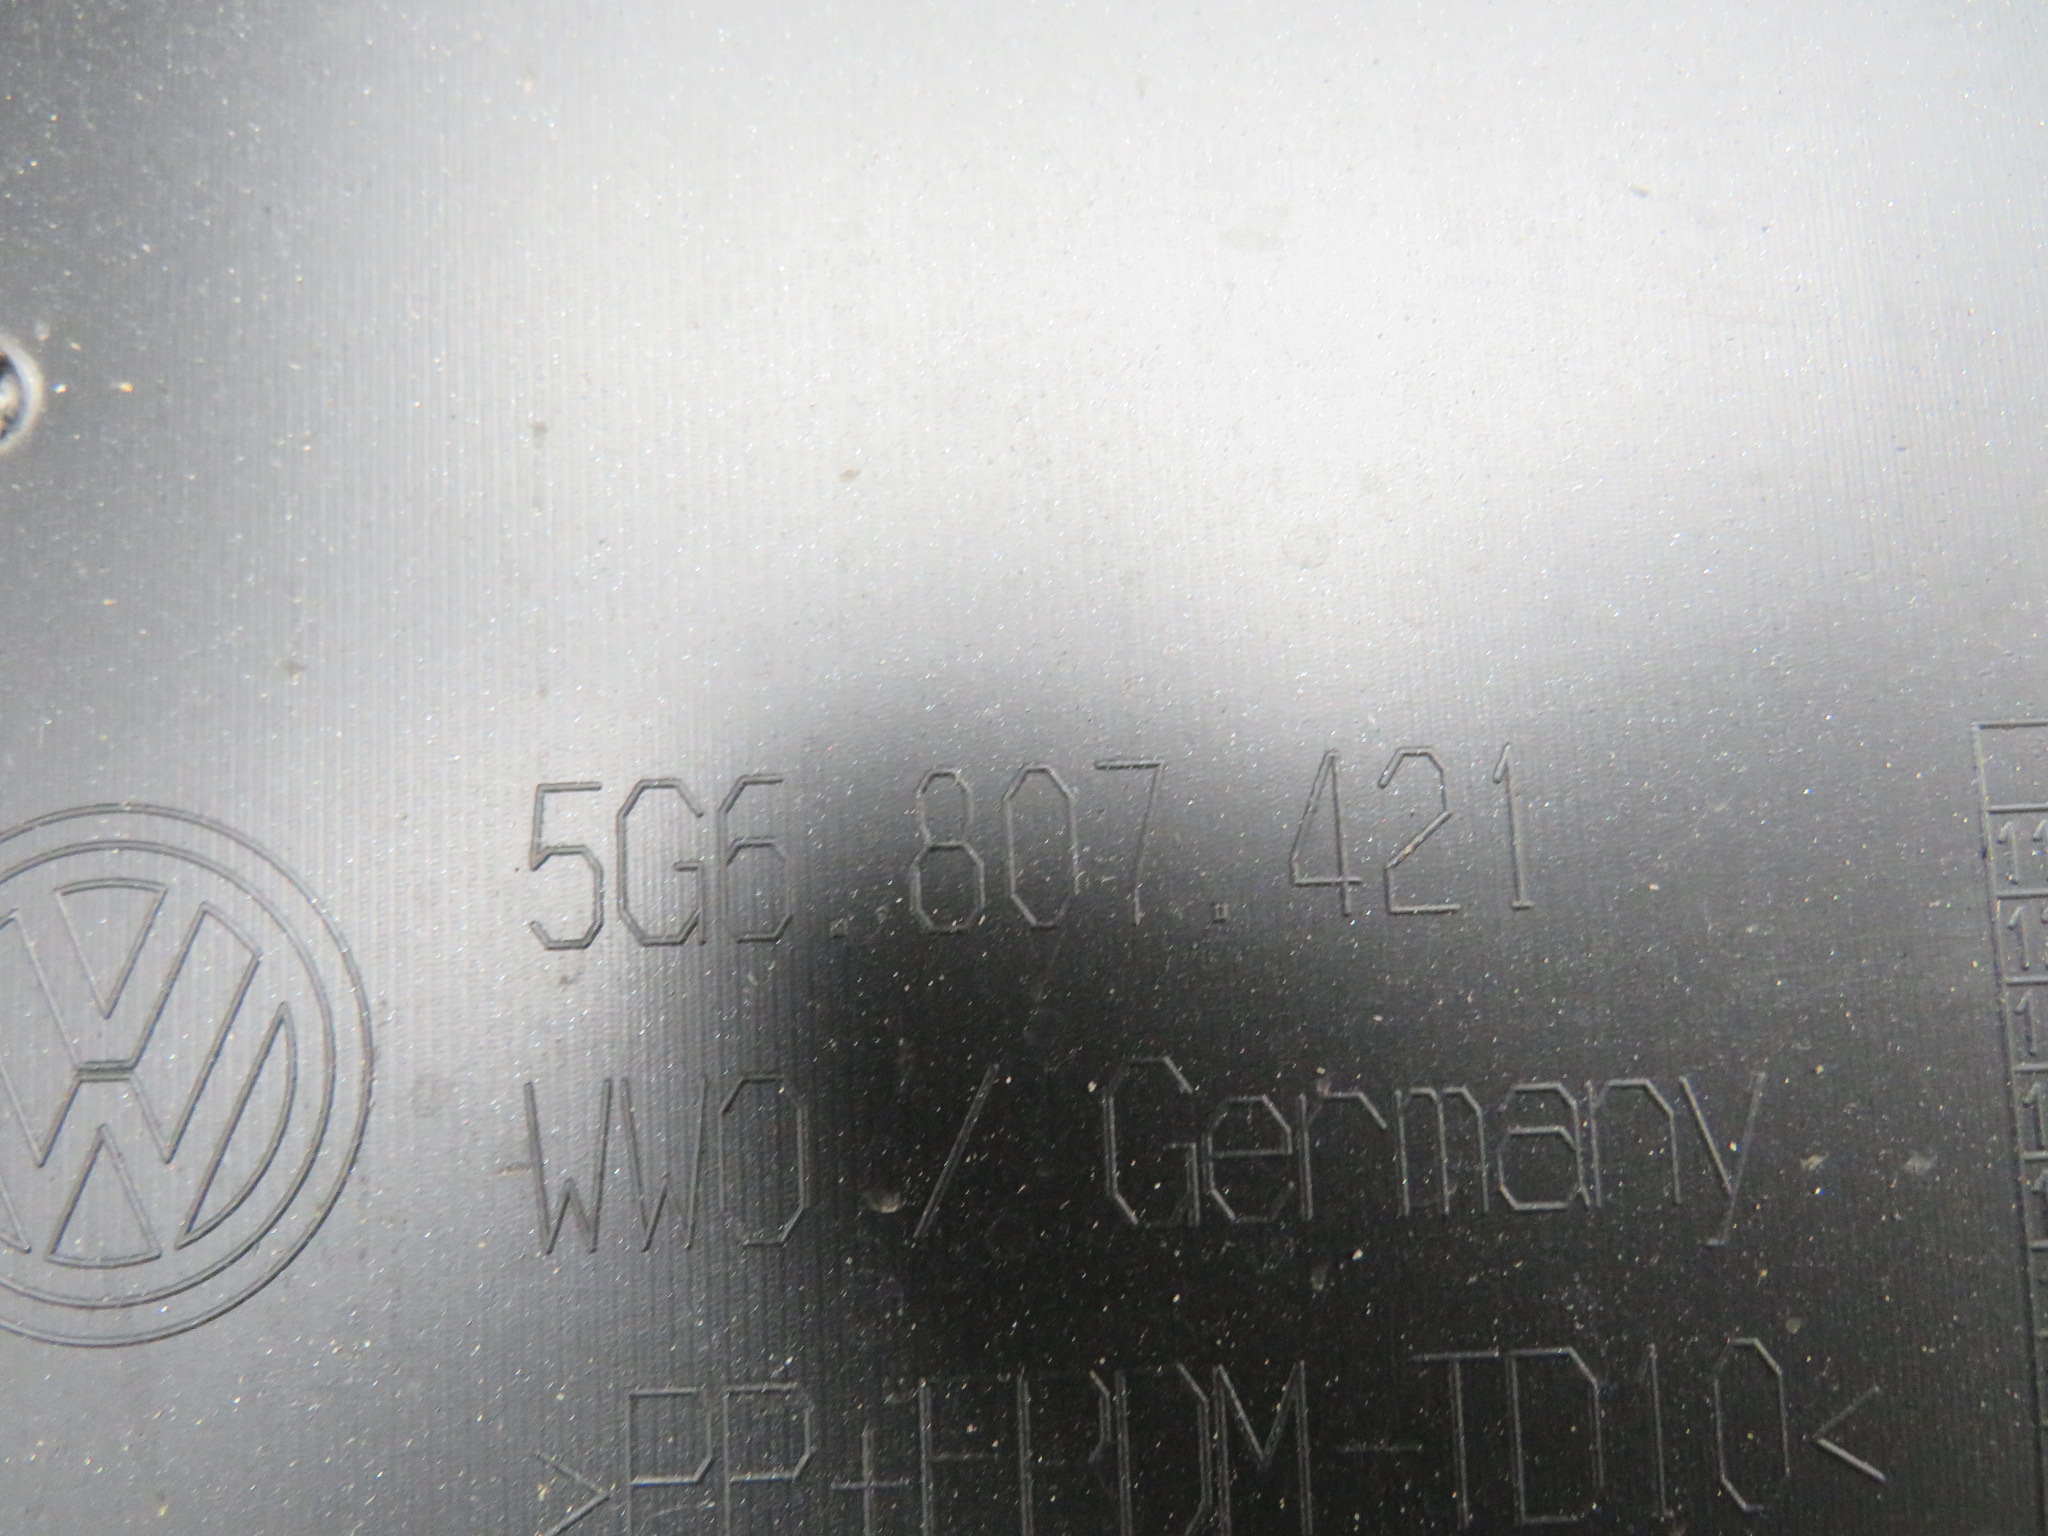 5G6.807.421
WWO / Germany
>PP+EPDM-TD10<